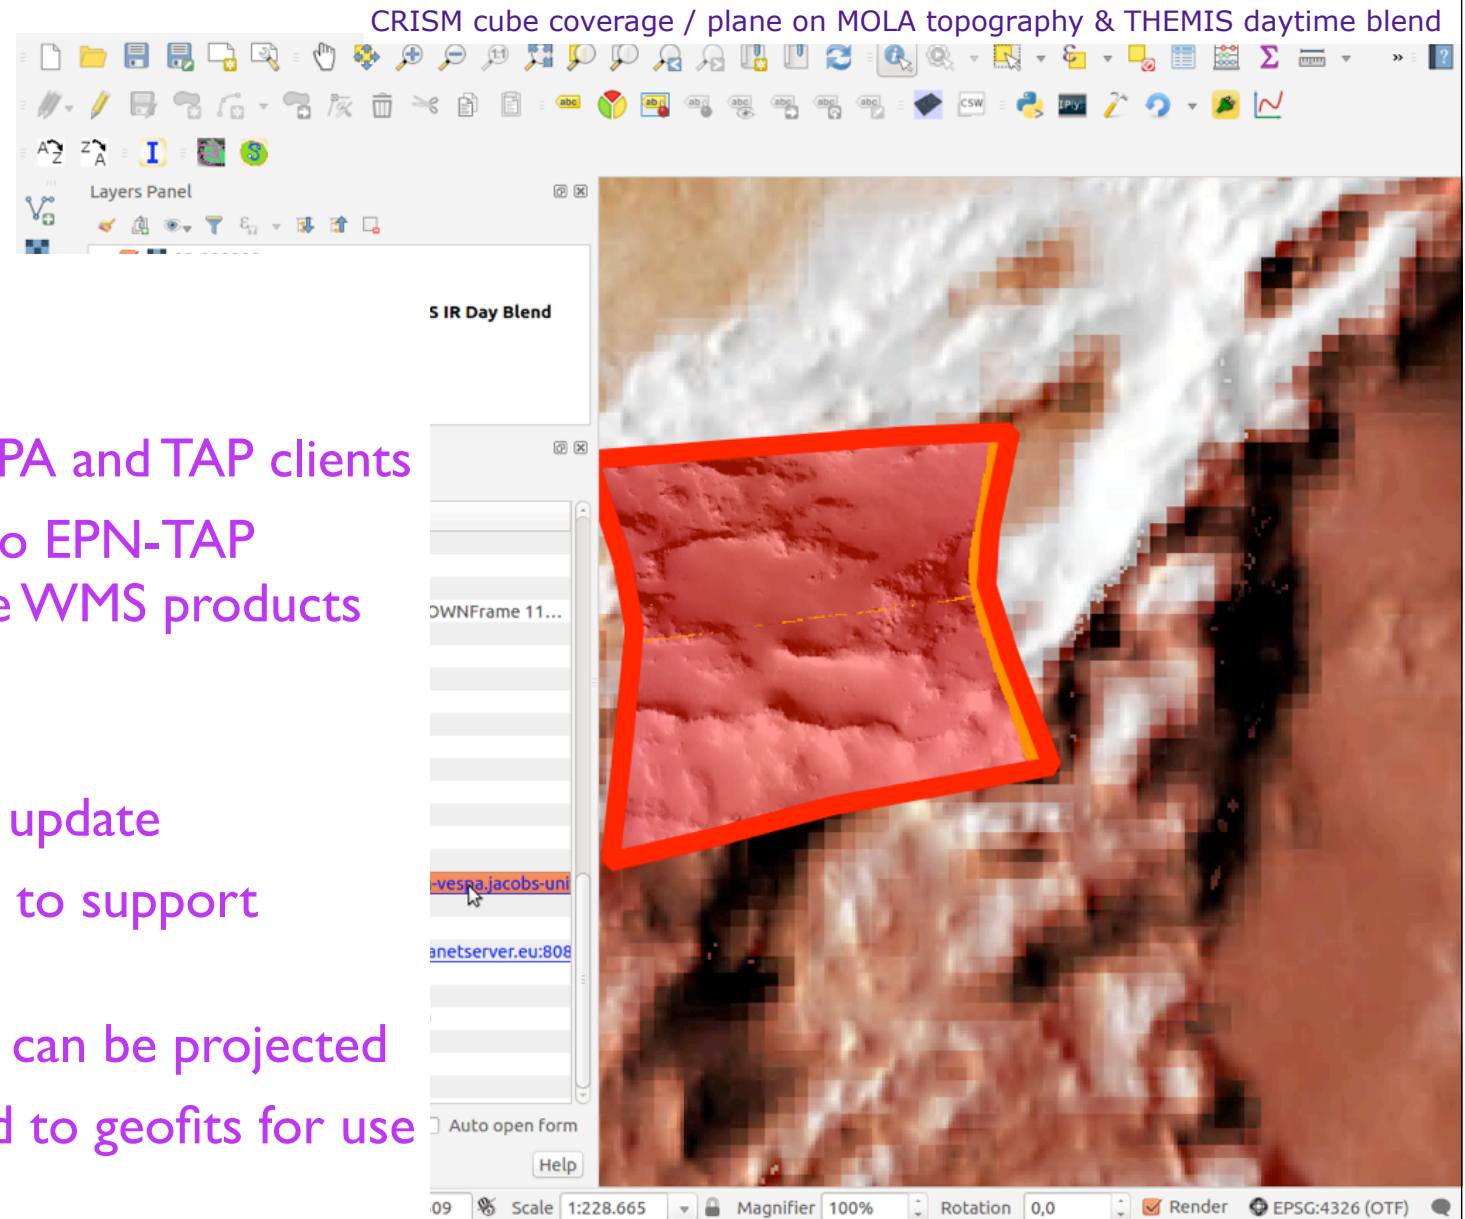 CRISM cube coverage / plane on MOLA topography & THEMIS daytime blend
Layers Panel
S IR Day Blend
PA and TAP clients
o EPN-TAP
e WMS products
OWNFrame 11...
update
-vespa.jacobs-uni
to support
anetserver.eu:808
can be projected
d to geofits for use
Auto open form
Help
09 Scale 1:228.665 Magnifier 100% Rotation 0,0 Render EPSG:4326 (OTF)